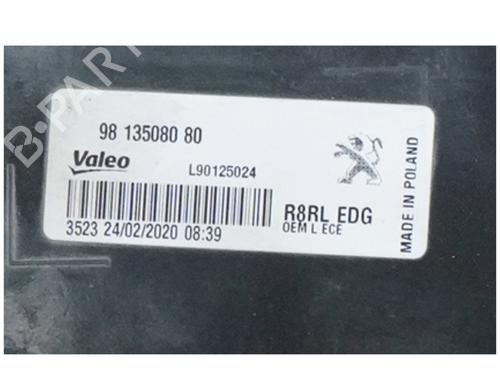 98 135080 80
Valeo
L90125024
3523 24/02/2020 08:39
R8RL EDG
OEM L ECE
MADE IN POLAND
B-PARTS